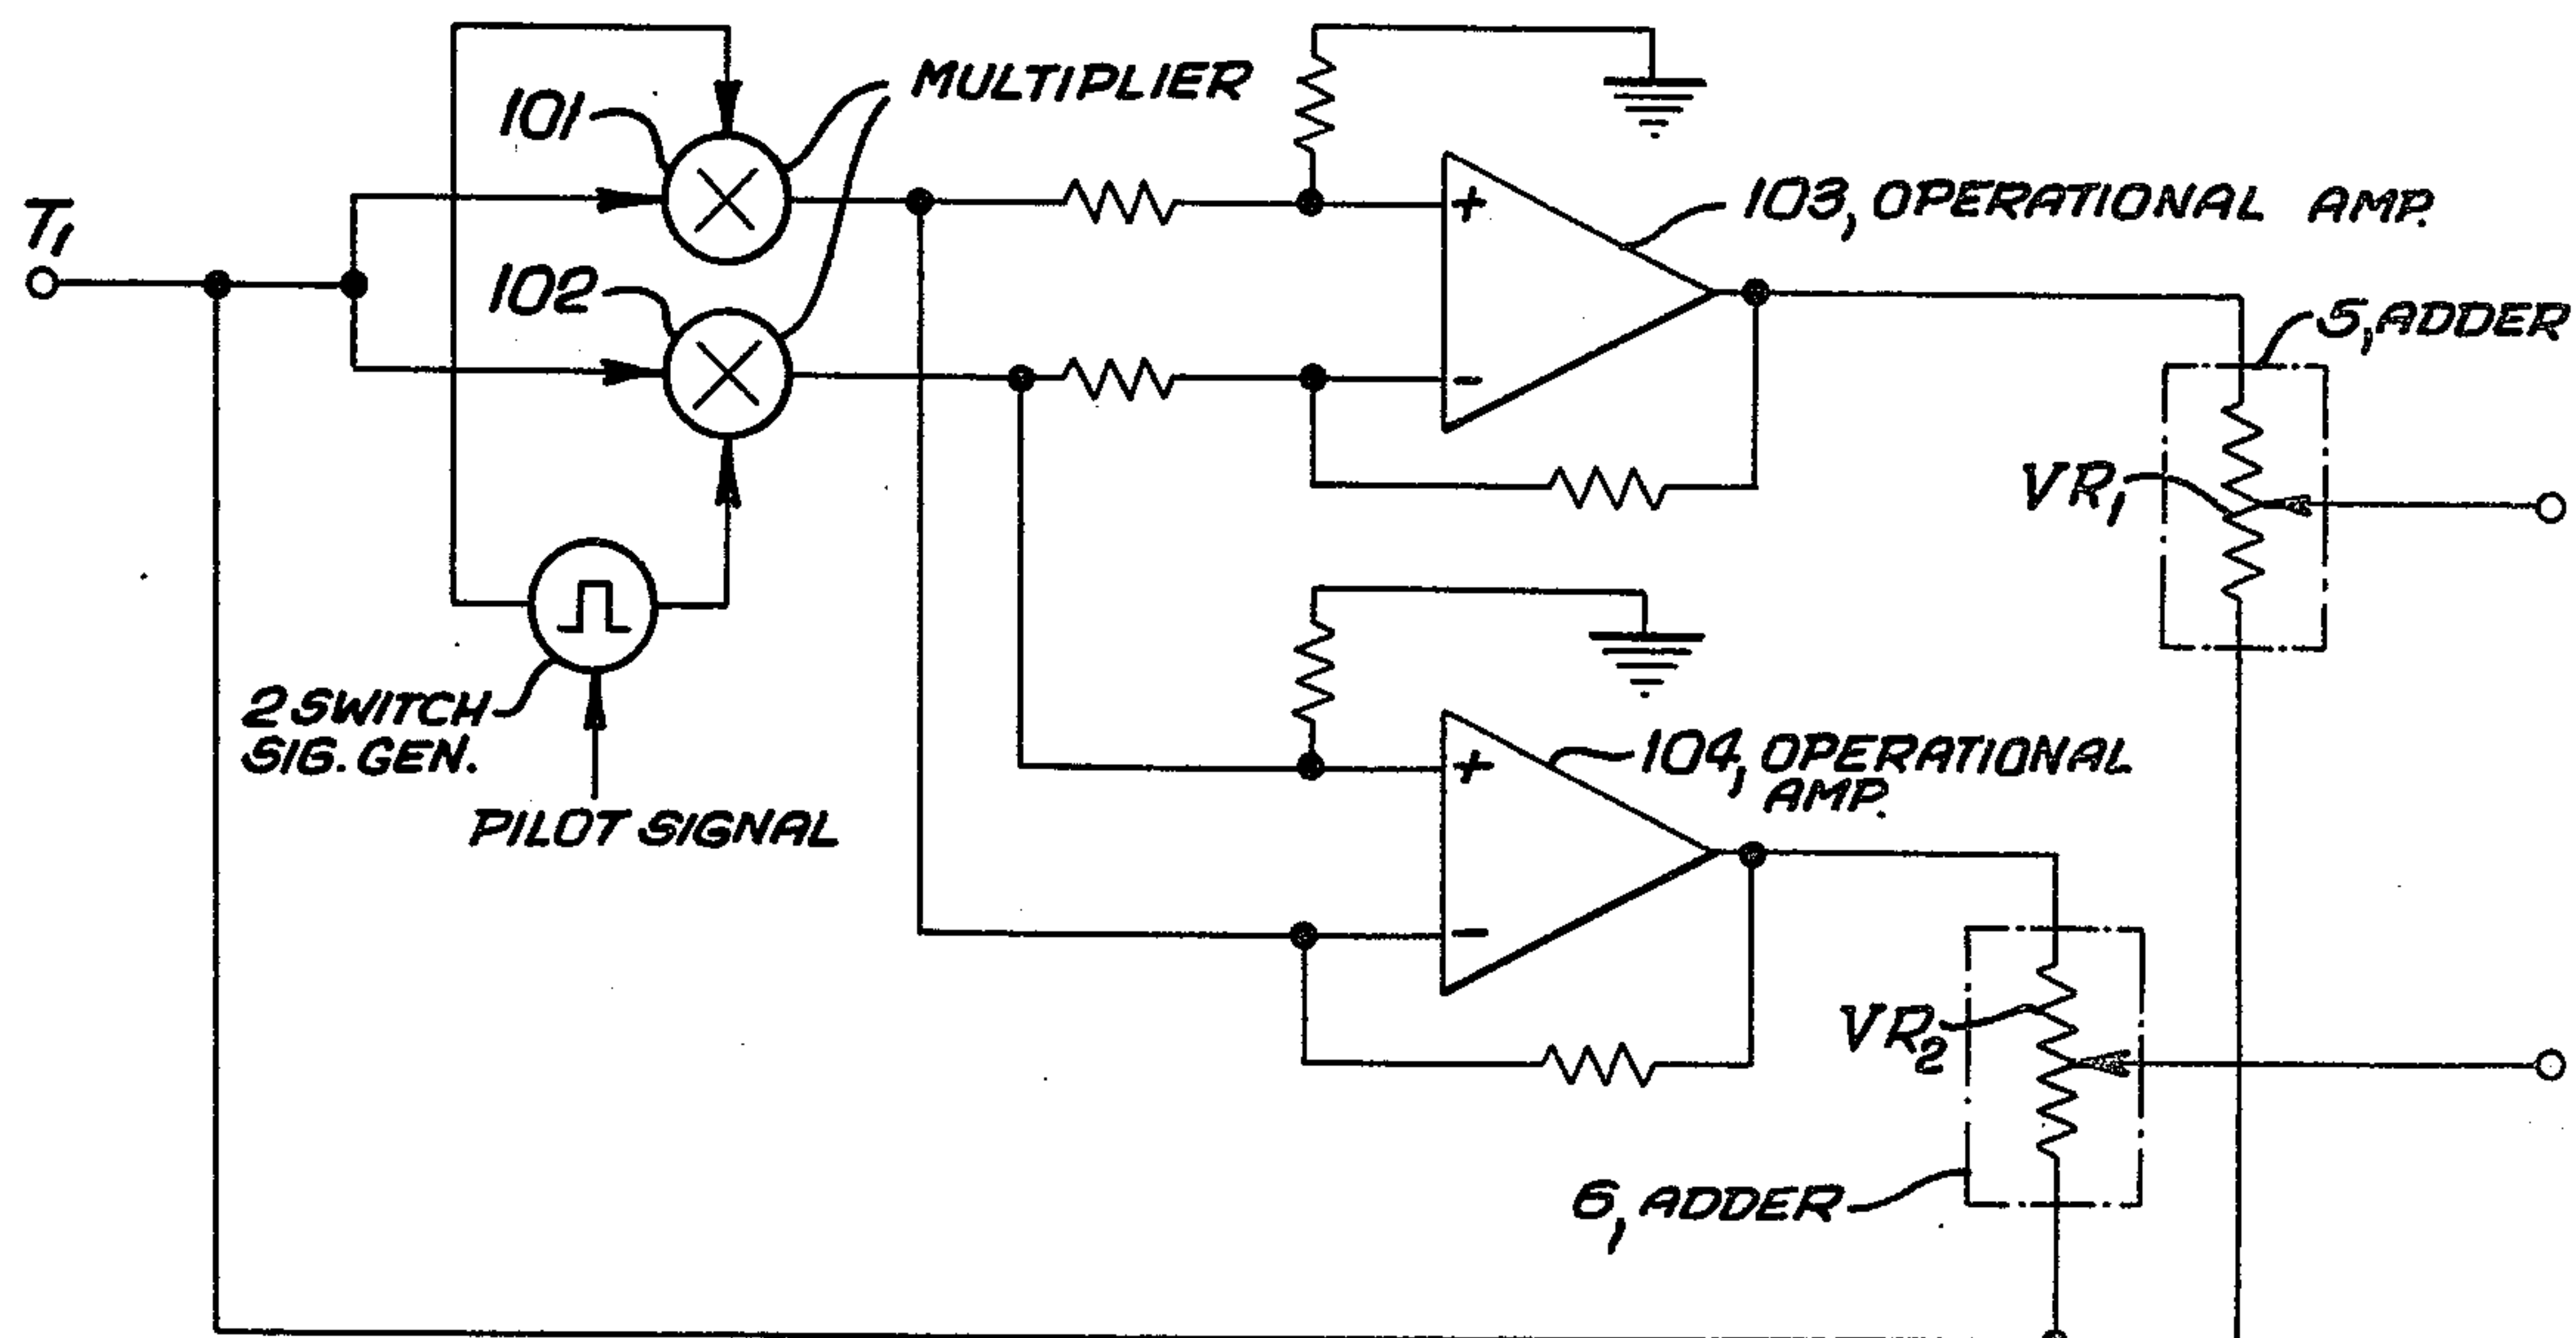 MULTIPLIER
101
T1
103, OPERATIONAL AMP.
102
5, ADDER
+
-
VR1
2 SWITCH
SIG. GEN.
PILOT SIGNAL
104, OPERATIONAL
AMP.
+
-
VR2
6, ADDER